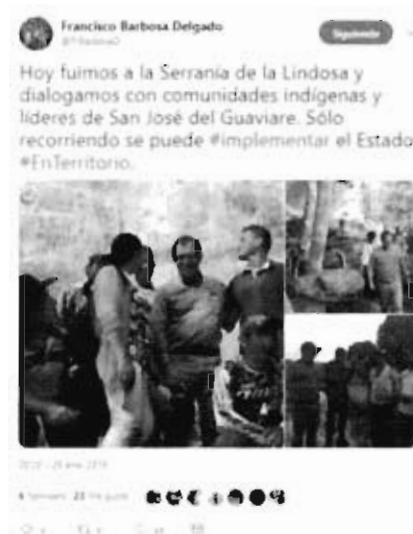 Francisco Barbosa Delgado
Siguiendo
Hoy fuimos a la Serranía de la Lindosa y
dialogamos con comunidades indígenas y
líderes de San José del Guaviare. Sólo
recorriendo se puede #implementar el Estado
#EnTerritorio.